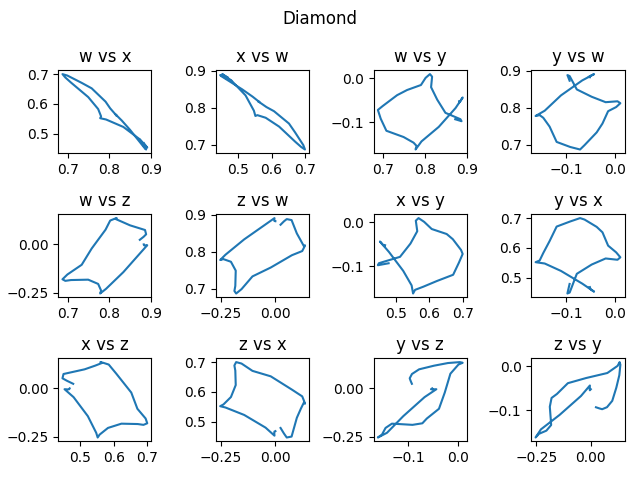 Diamond
w vs x
x vs w
w vs y
y vs w
0.7
0.6
0.5
0.7 0.8 0.9
0.9
0.8
0.7
0.5 0.6 0.7
0.0
−0.1
0.7 0.8 0.9
0.9
0.8
0.7
−0.1 0.0
w vs z
z vs w
x vs y
y vs x
0.00
−0.25
0.7 0.8 0.9
0.9
0.8
0.7
−0.25 0.00
0.0
−0.1
0.5 0.6 0.7
0.7
0.6
0.5
−0.1 0.0
x vs z
z vs x
y vs z
z vs y
0.00
−0.25
0.5 0.6 0.7
0.7
0.6
0.5
−0.25 0.00
0.00
−0.25
−0.1 0.0
0.0
−0.1
−0.25 0.00